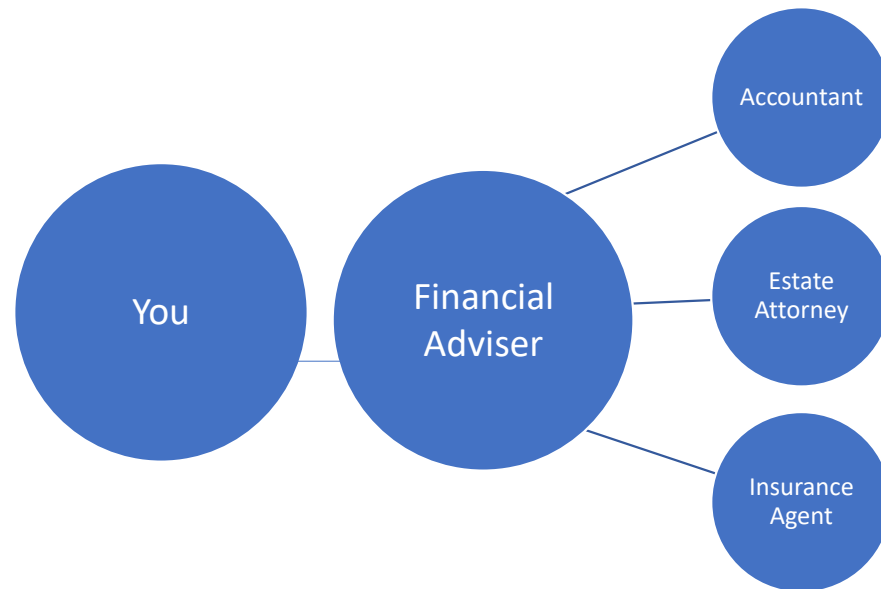 You
Financial
Adviser
Accountant
Estate
Attorney
Insurance
Agent